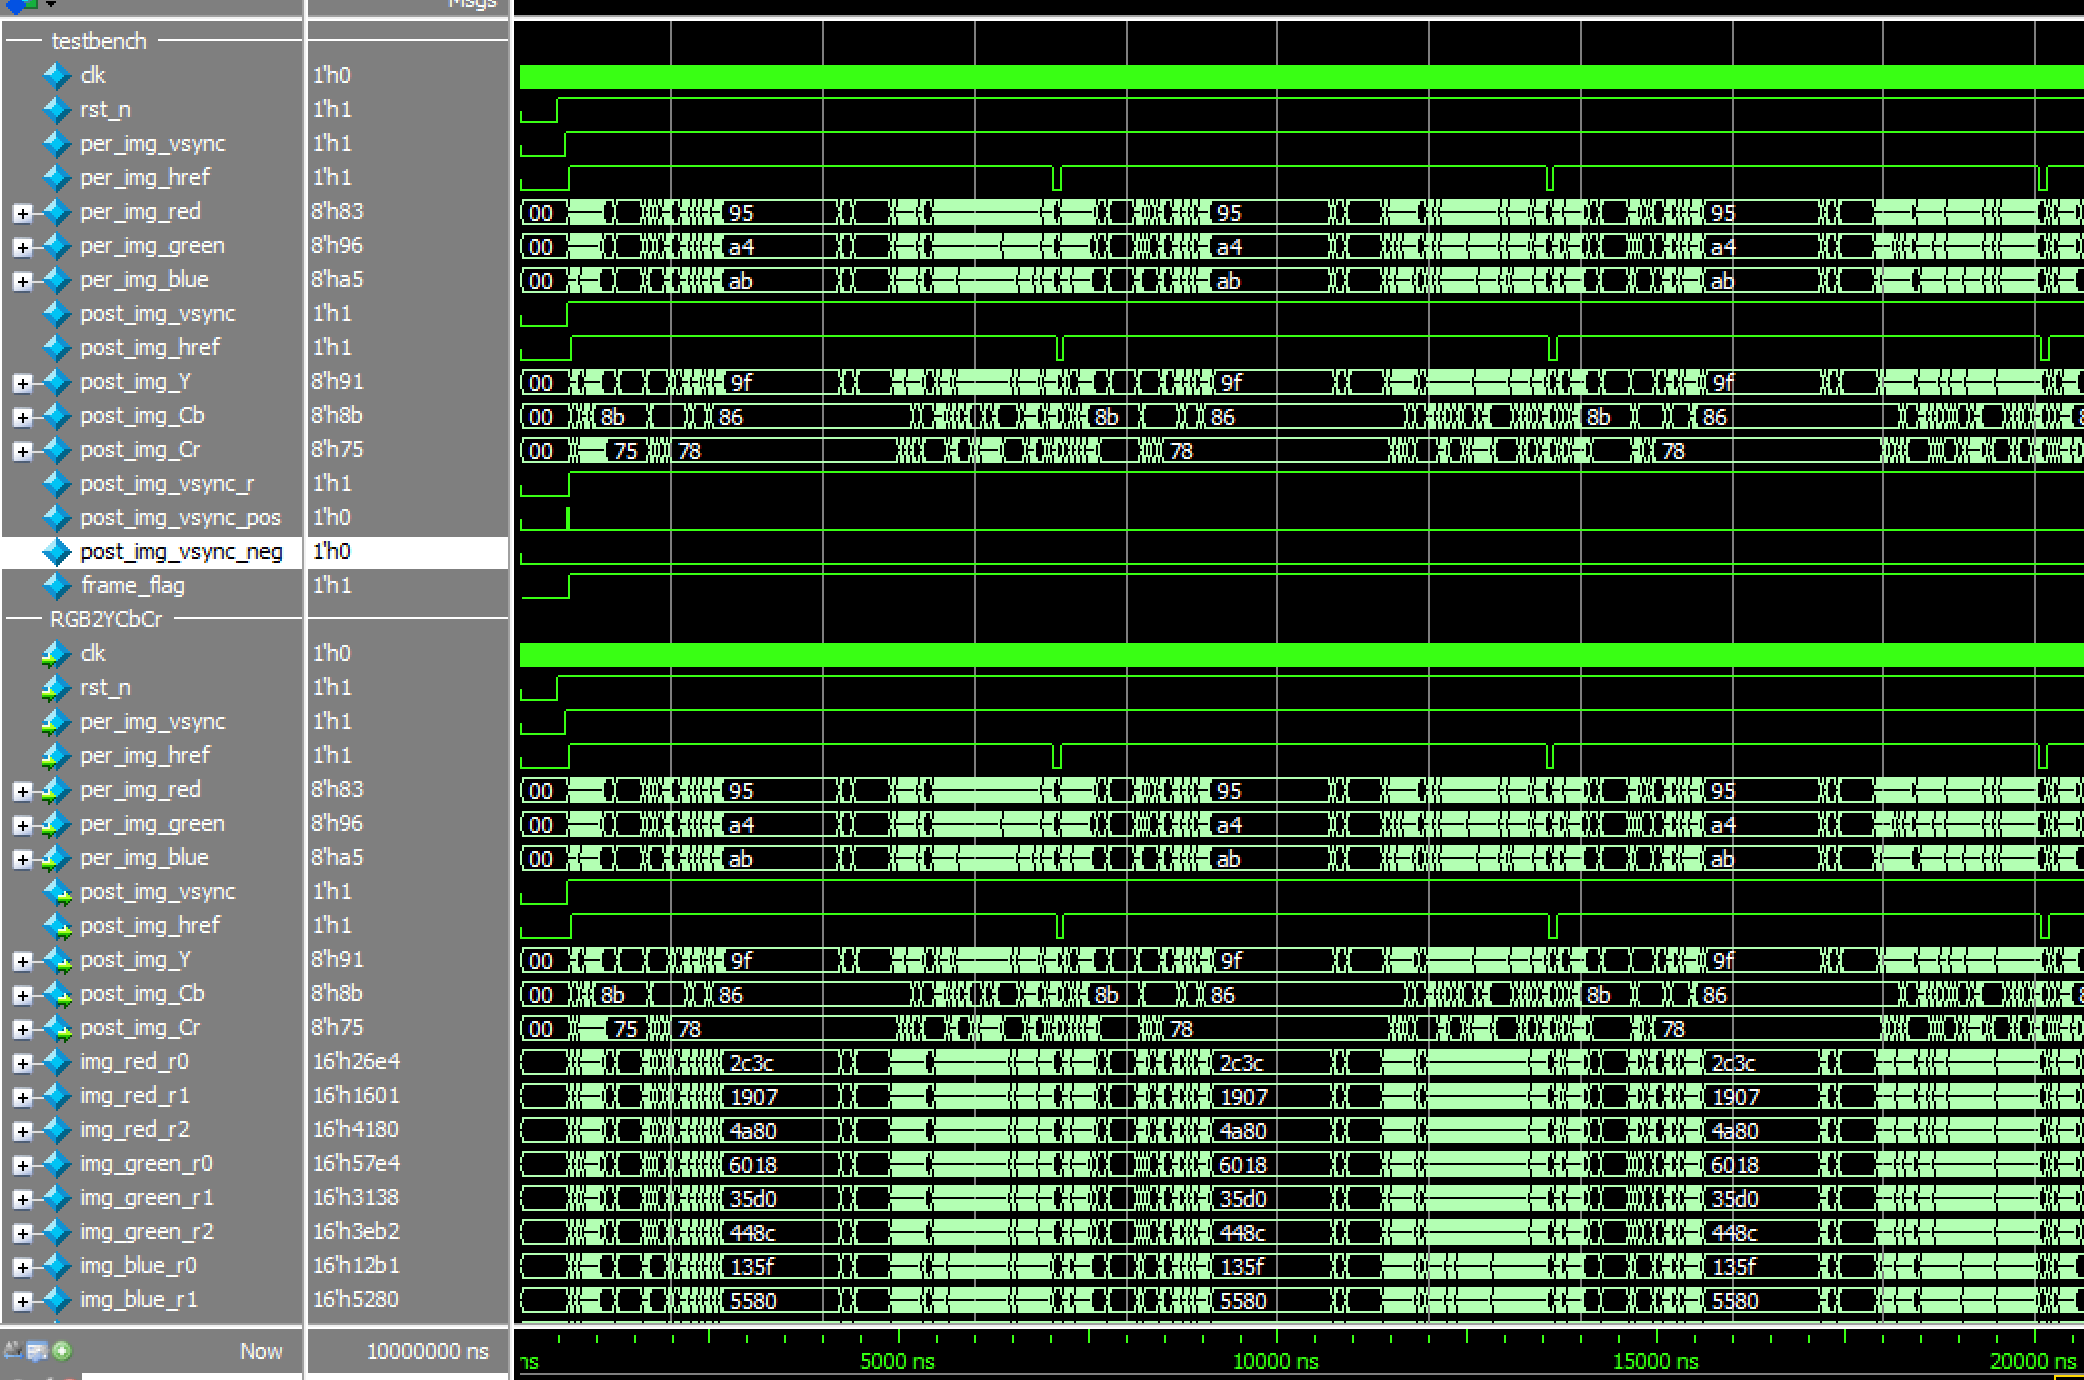 Msgs
testbench
clk 1'h0
rst_n 1'h1
per_img_vsync 1'h1
per_img_href 1'h1
per_img_red 8'h83 00 95 95 95
per_img_green 8'h96 00 a4 a4 a4
per_img_blue 8'ha5 00 ab ab ab
post_img_vsync 1'h1
post_img_href 1'h1
post_img_Y 8'h91 00 9f 9f 9f
post_img_Cb 8'h8b 00 8b 86 8b 86 8b 86 8
post_img_Cr 8'h75 00 75 78 78 78
post_img_vsync_r 1'h1
post_img_vsync_pos 1'h0
post_img_vsync_neg 1'h0
frame_flag 1'h1
RGB2YCbCr
clk 1'h0
rst_n 1'h1
per_img_vsync 1'h1
per_img_href 1'h1
per_img_red 8'h83 00 95 95 95
per_img_green 8'h96 00 a4 a4 a4
per_img_blue 8'ha5 00 ab ab ab
post_img_vsync 1'h1
post_img_href 1'h1
post_img_Y 8'h91 00 9f 9f 9f
post_img_Cb 8'h8b 00 8b 86 8b 86 8b 86 8
post_img_Cr 8'h75 00 75 78 78 78
img_red_r0 16'h26e4 2c3c 2c3c 2c3c
img_red_r1 16'h1601 1907 1907 1907
img_red_r2 16'h4180 4a80 4a80 4a80
img_green_r0 16'h57e4 6018 6018 6018
img_green_r1 16'h3138 35d0 35d0 35d0
img_green_r2 16'h3eb2 448c 448c 448c
img_blue_r0 16'h12b1 135f 135f 135f
img_blue_r1 16'h5280 5580 5580 5580
Now 10000000 ns ns 5000 ns 10000 ns 15000 ns 20000 ns